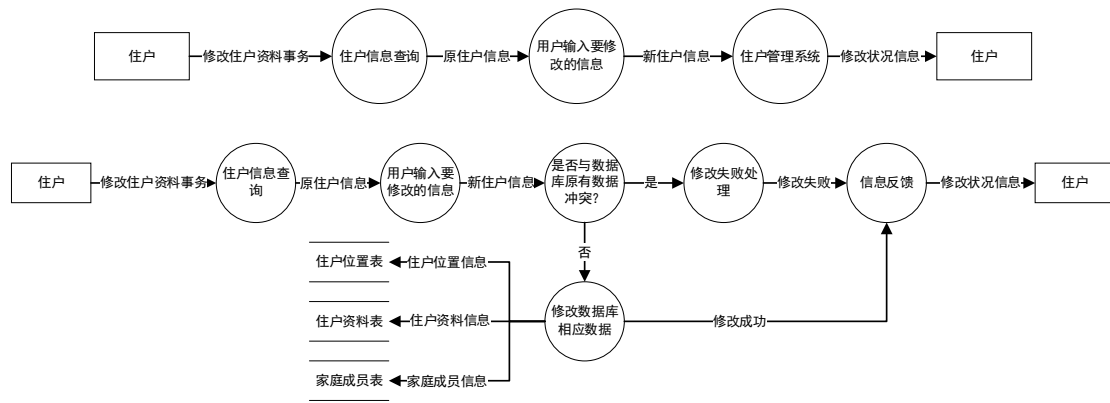 住户
修改住户资料事务
住户信息查询
原住户信息
用户输入要修
改的信息
新住户信息
住户管理系统
修改状况信息
住户
住户
修改住户资料事务
住户信息查
询
原住户信息
用户输入要
修改的信息
新住户信息
是否与数据
库原有数据
冲突?
是
修改失败处
理
修改失败
信息反馈
修改状况信息
住户
否
住户位置表
住户位置信息
住户资料表
住户资料信息
修改数据库
相应数据
修改成功
家庭成员表
家庭成员信息